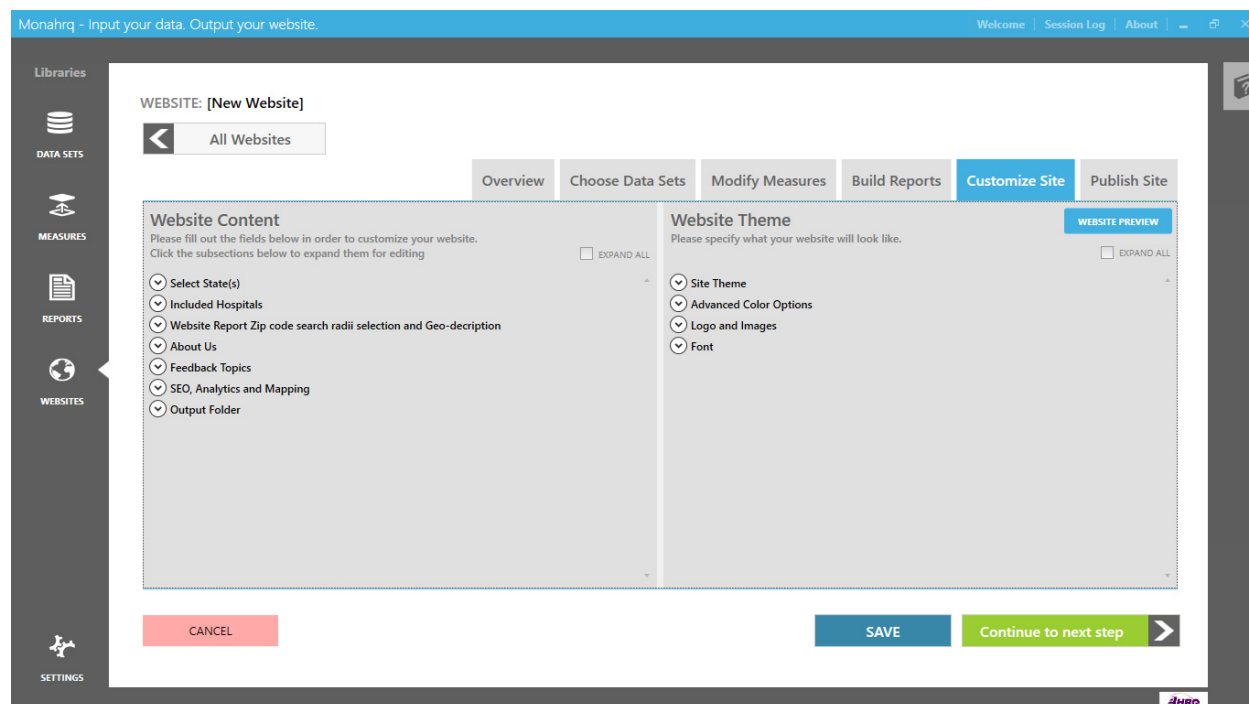 Monahrq - Input your data. Output your website.
Welcome | Session Log | About
Libraries
DATA SETS
MEASURES
REPORTS
WEBSITES
SETTINGS
WEBSITE: [New Website]
All Websites
Overview
Choose Data Sets
Modify Measures
Build Reports
Customize Site
Publish Site
Website Content
Please fill out the fields below in order to customize your website.
Click the subsections below to expand them for editing
EXPAND ALL
Select State(s)
Included Hospitals
Website Report Zip code search radii selection and Geo-decription
About Us
Feedback Topics
SEO, Analytics and Mapping
Output Folder
Website Theme
Please specify what your website will look like.
WEBSITE PREVIEW
EXPAND ALL
Site Theme
Advanced Color Options
Logo and Images
Font
CANCEL
SAVE
Continue to next step
AHRQ